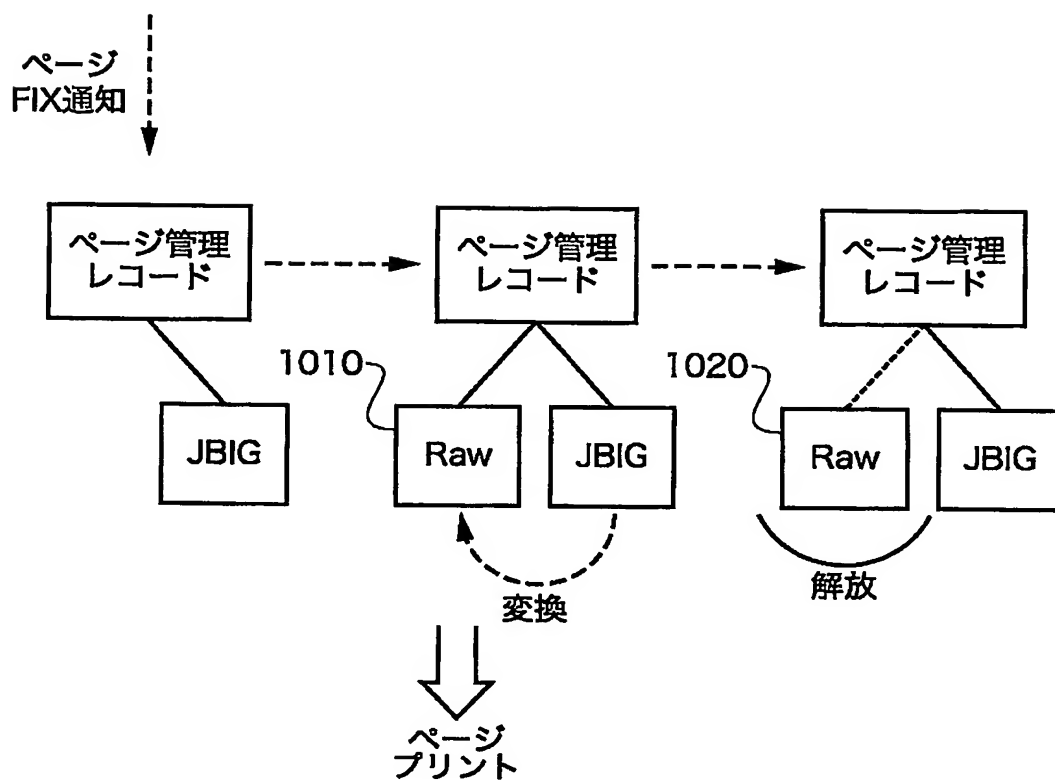 ページ
FIX通知
ページ管理
レコード
ページ管理
レコード
ページ管理
レコード
1010
1020
JBIG
Raw
JBIG
Raw
JBIG
変換
解放
ページ
プリント